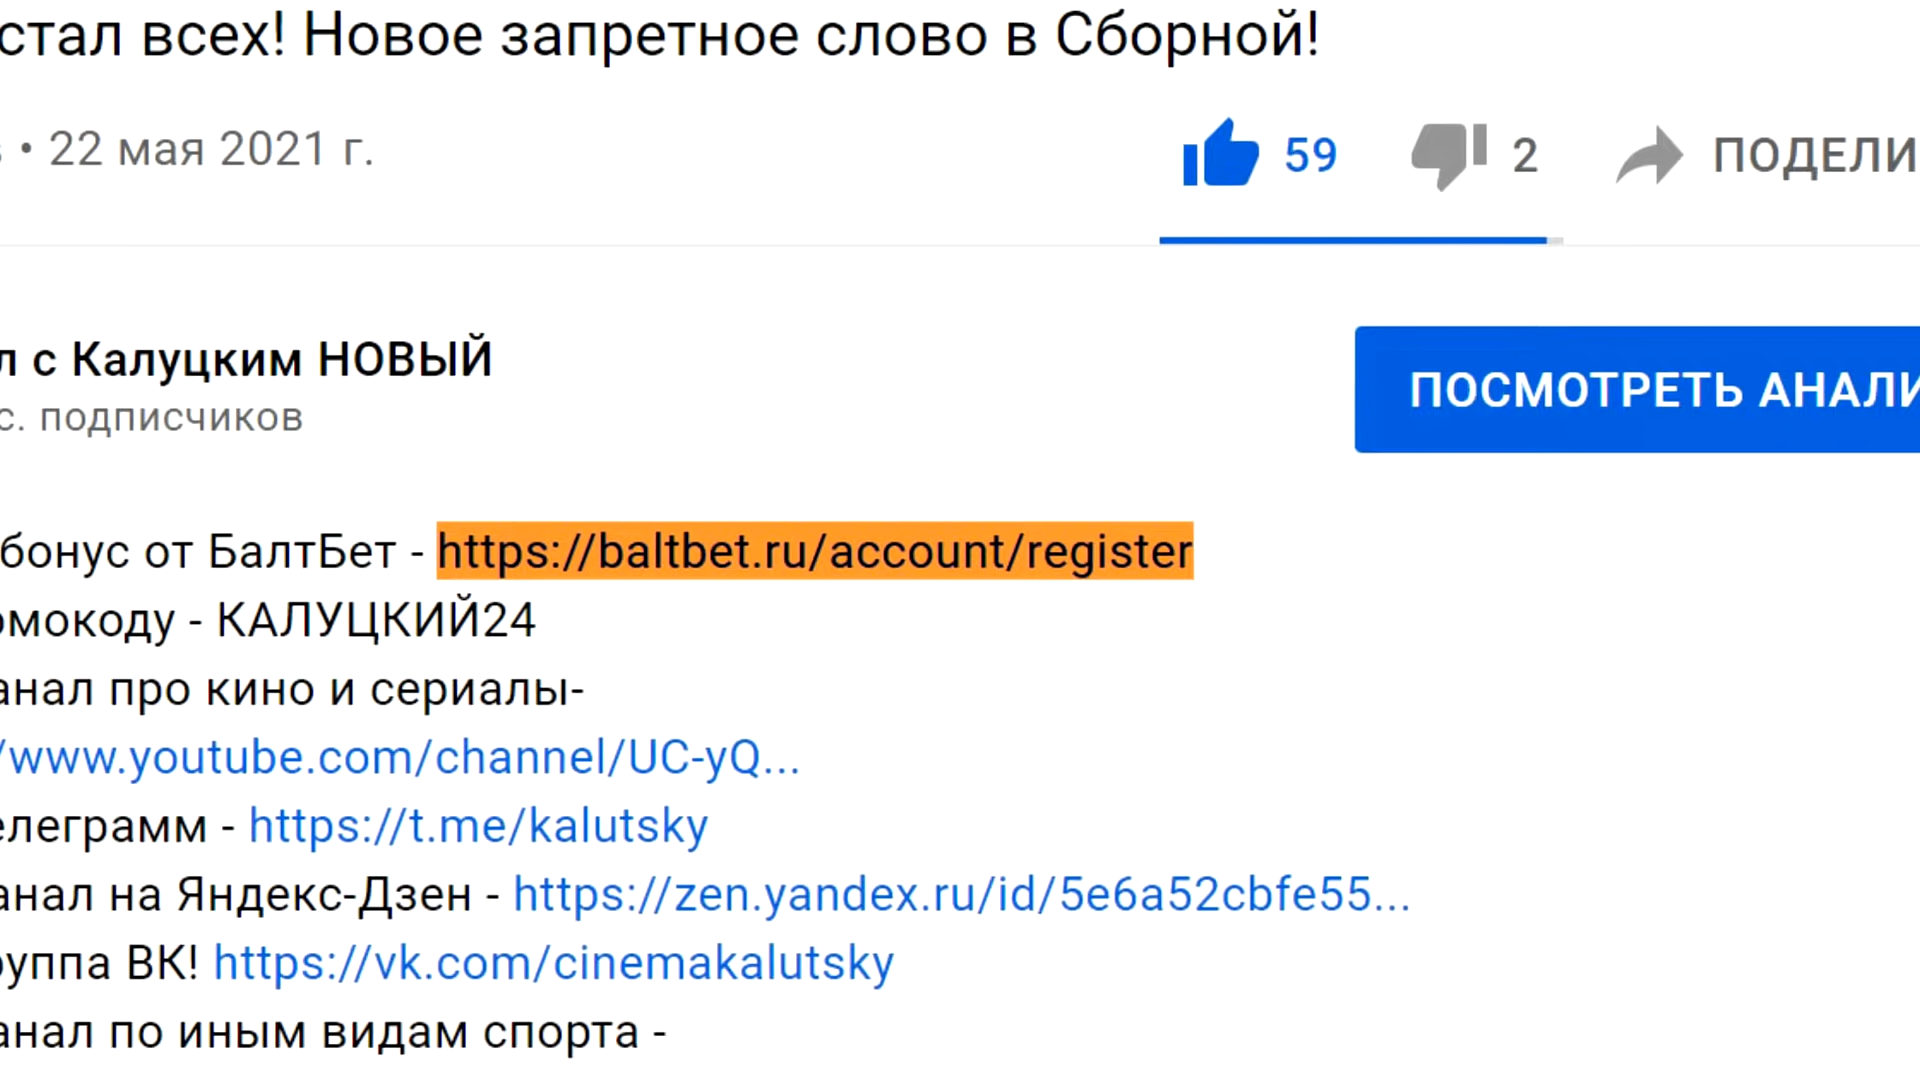 стал всех! Новое запретное слово в Сборной!
• 22 мая 2021 г.
59
2
ПОДЕЛИ
л с Калуцким НОВЫЙ
с. подписчиков
ПОСМОТРЕТЬ АНАЛИ
бонус от БалтБет - https://baltbet.ru/account/register
омокоду - КАЛУЦКИЙ24
анал про кино и сериалы-
/www.youtube.com/channel/UC-yQ...
елеграмм - https://t.me/kalutsky
анал на Яндекс-Дзен - https://zen.yandex.ru/id/5e6a52cbfe55...
руппа ВК! https://vk.com/cinemakalutsky
анал по иным видам спорта -